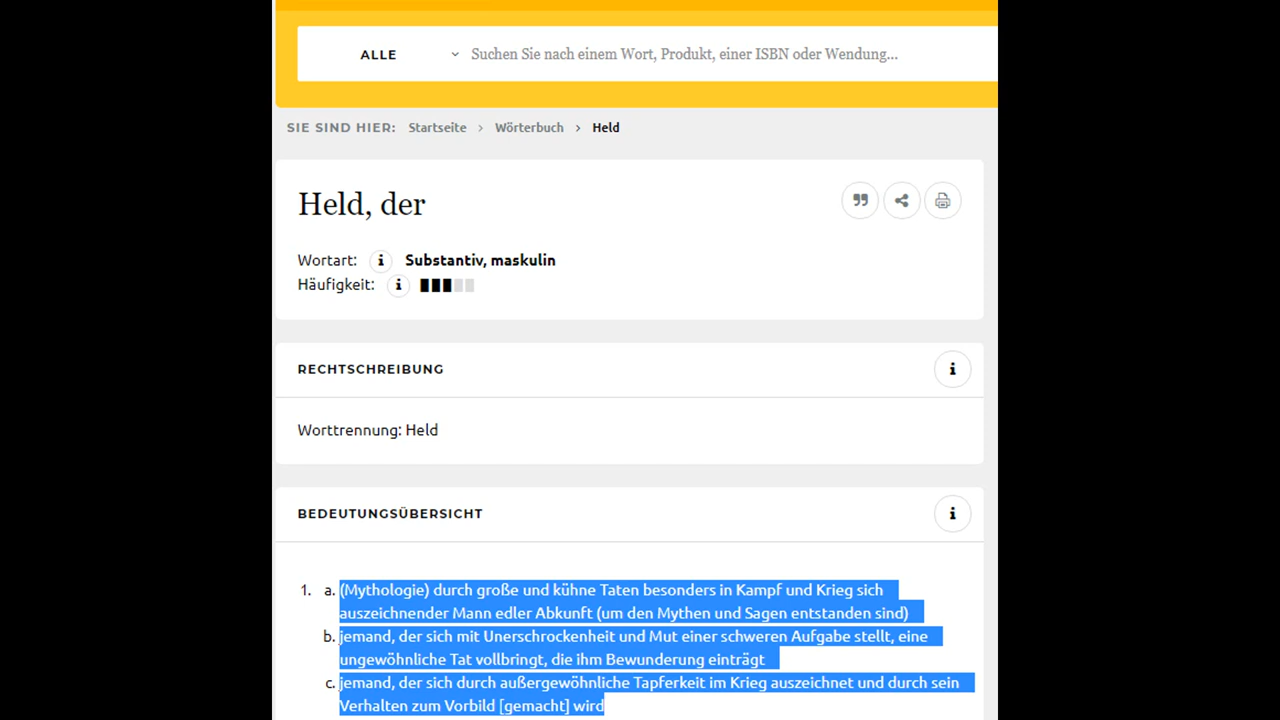 ALLE Suchen Sie nach einem Wort, Produkt, einer ISBN oder Wendung...
SIE SIND HIER: Startseite > Wörterbuch > Held
Held, der
Wortart: i Substantiv, maskulin
Häufigkeit: i
RECHTSCHREIBUNG i
Worttrennung: Held
BEDEUTUNGSÜBERSICHT i
1. a. (Mythologie) durch große und kühne Taten besonders in Kampf und Krieg sich
auszeichnender Mann edler Abkunft (um den Mythen und Sagen entstanden sind)
b. jemand, der sich mit Unerschrockenheit und Mut einer schweren Aufgabe stellt, eine
ungewöhnliche Tat vollbringt, die ihm Bewunderung einträgt
c. jemand, der sich durch außergewöhnliche Tapferkeit im Krieg auszeichnet und durch sein
Verhalten zum Vorbild [gemacht] wird